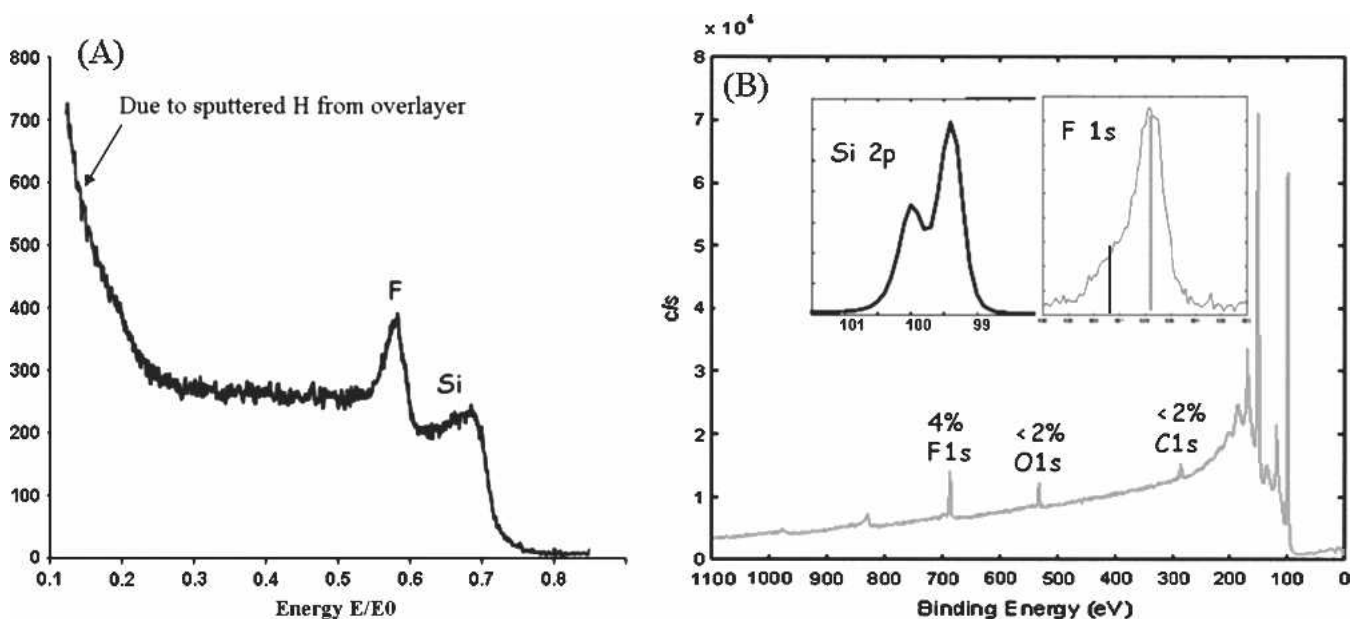 (A)
800
700
600
500
400
300
200
100
0
Due to sputtered H from overlayer
F
Si
0.1 0.2 0.3 0.4 0.5 0.6 0.7 0.8
Energy E/E0
(B)
× 10⁴
8
7
6
5
4
3
2
1
0
c/s
Si 2p
101 100 99
F 1s
4%
F1s
<2%
O1s
<2%
C1s
1100 1000 900 800 700 600 500 400 300 200 100 0
Binding Energy (eV)